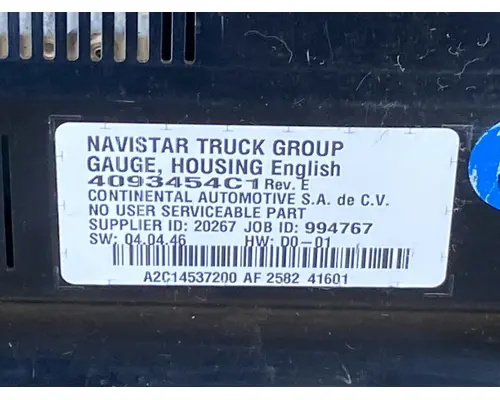 NAVISTAR TRUCK GROUP
GAUGE, HOUSING English
4093454C1 Rev. E
CONTINENTAL AUTOMOTIVE S.A. de C.V.
NO USER SERVICEABLE PART
SUPPLIER ID: 20267 JOB ID: 994767
SW: 04.04.46 HW: D0-01
A2C14537200 AF 2582 41601